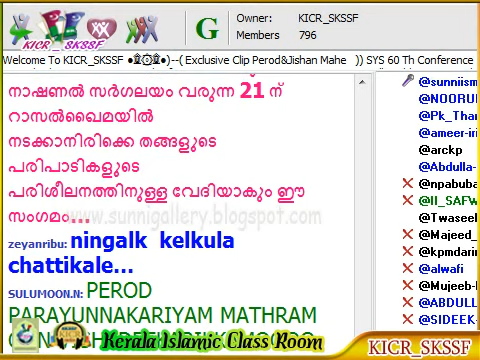 KICR_SKSSF
G
Owner: KICR_SKSSF
Members 796
Welcome To KICR_SKSSF ●۩۞۩●)--( Exclusive Clip Perod&Jishan Mahe )) SYS 60 Th Conference
നാഷണൽ സർഗലയം വരുന്ന 21 ന്
റാസൽഖൈമയിൽ
നടക്കാനിരിക്കെ തങ്ങളുടെ
പരിപാടികളുടെ
പരിശീലനത്തിനുള്ള വേദിയാകും ഈ
സംഗമം...
www.sunnigallery.blogspot.com
zeyanribu: ningalk kelkula
chattikale...
SULUMOON.N: PEROD
PARAYUNNAKARIYAM MATHRAM
@sunniism
@NOORU
@Pk_Thar
@ameer-iri
@arckp
@Abdulla-
@npabuba
@II_SAFW
@Twaseel
@Majeed_
@kpmdarin
@alwafi
@Mujeeb-I
@ABDULL
@SIDEEK-
Kerala Islamic Class Room
KICR_SKSSF